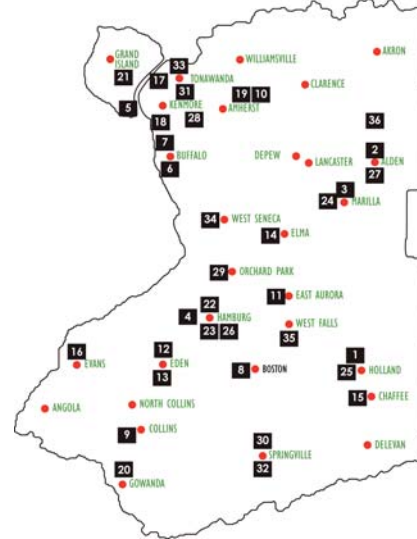 AKRON
GRAND
ISLAND
WILLIAMSVILLE
33
21
17
TONAWANDA
CLARENCE
31
19 10
5
KENMORE
AMHERST
18
28
36
7
2
BUFFALO
DEPEW
LANCASTER
ALDEN
6
27
3
24
MARILLA
34
WEST SENECA
14
ELMA
29
ORCHARD PARK
11
EAST AURORA
22
4
HAMBURG
WEST FALLS
23 26
35
16
12
1
EVANS
EDEN
8
BOSTON
25
HOLLAND
13
15
CHAFFEE
ANGOLA
NORTH COLLINS
9
COLLINS
30
DELEVAN
SPRINGVILLE
20
32
GOWANDA